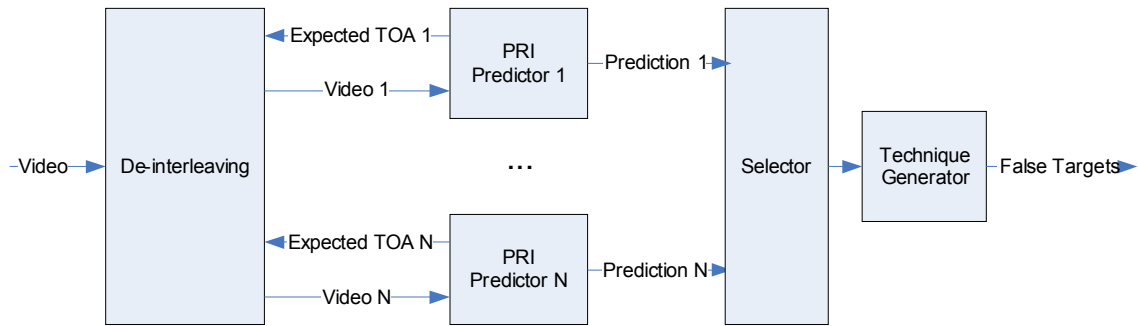 Video
De-interleaving
Expected TOA 1
Video 1
PRI
Predictor 1
Prediction 1
...
Expected TOA N
Video N
PRI
Predictor N
Prediction N
Selector
Technique
Generator
False Targets